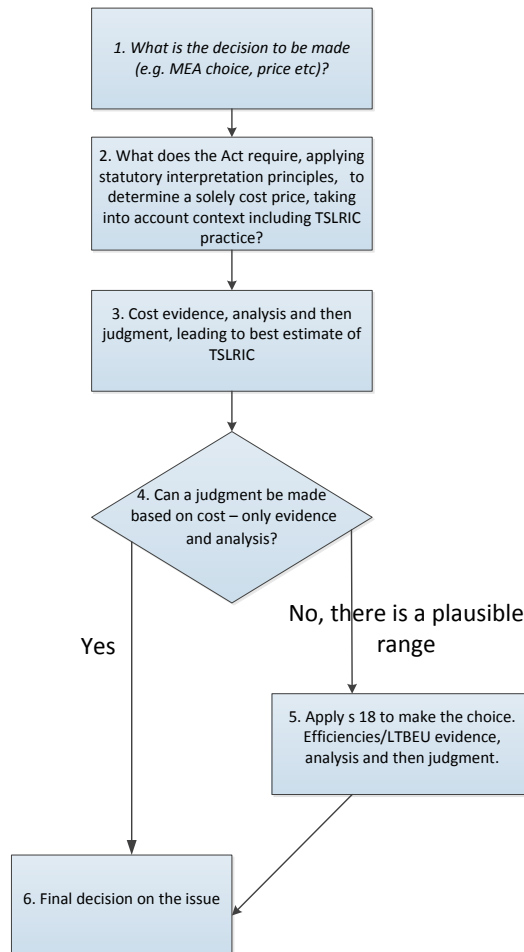 1. What is the decision to be made
(e.g. MEA choice, price etc)?
2. What does the Act require, applying
statutory interpretation principles, to
determine a solely cost price, taking
into account context including TSLRIC
practice?
3. Cost evidence, analysis and then
judgment, leading to best estimate of
TSLRIC
4. Can a judgment be made
based on cost – only evidence
and analysis?
No, there is a plausible
range
Yes
5. Apply s 18 to make the choice.
Efficiencies/LTBEU evidence,
analysis and then judgment.
6. Final decision on the issue